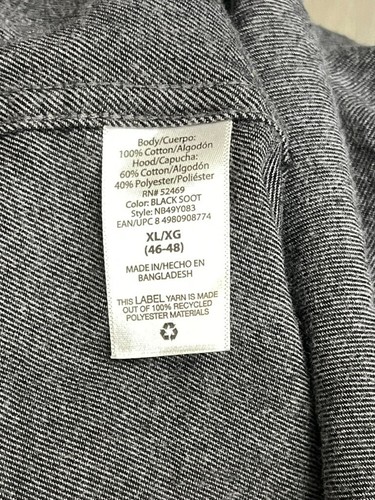 Body/Cuerpo:
100% Cotton/Algodón
Hood/Capucha:
60% Cotton/Algodón
40% Polyester/Poliéster
RN# 52469
Color: BLACK SOOT
Style: NB49Y083
EAN/UPC 8 4980908774
XL/XG
(46-48)
MADE IN/HECHO EN
BANGLADESH
THIS LABEL YARN IS MADE
OUT OF 100% RECYCLED
POLYESTER MATERIALS